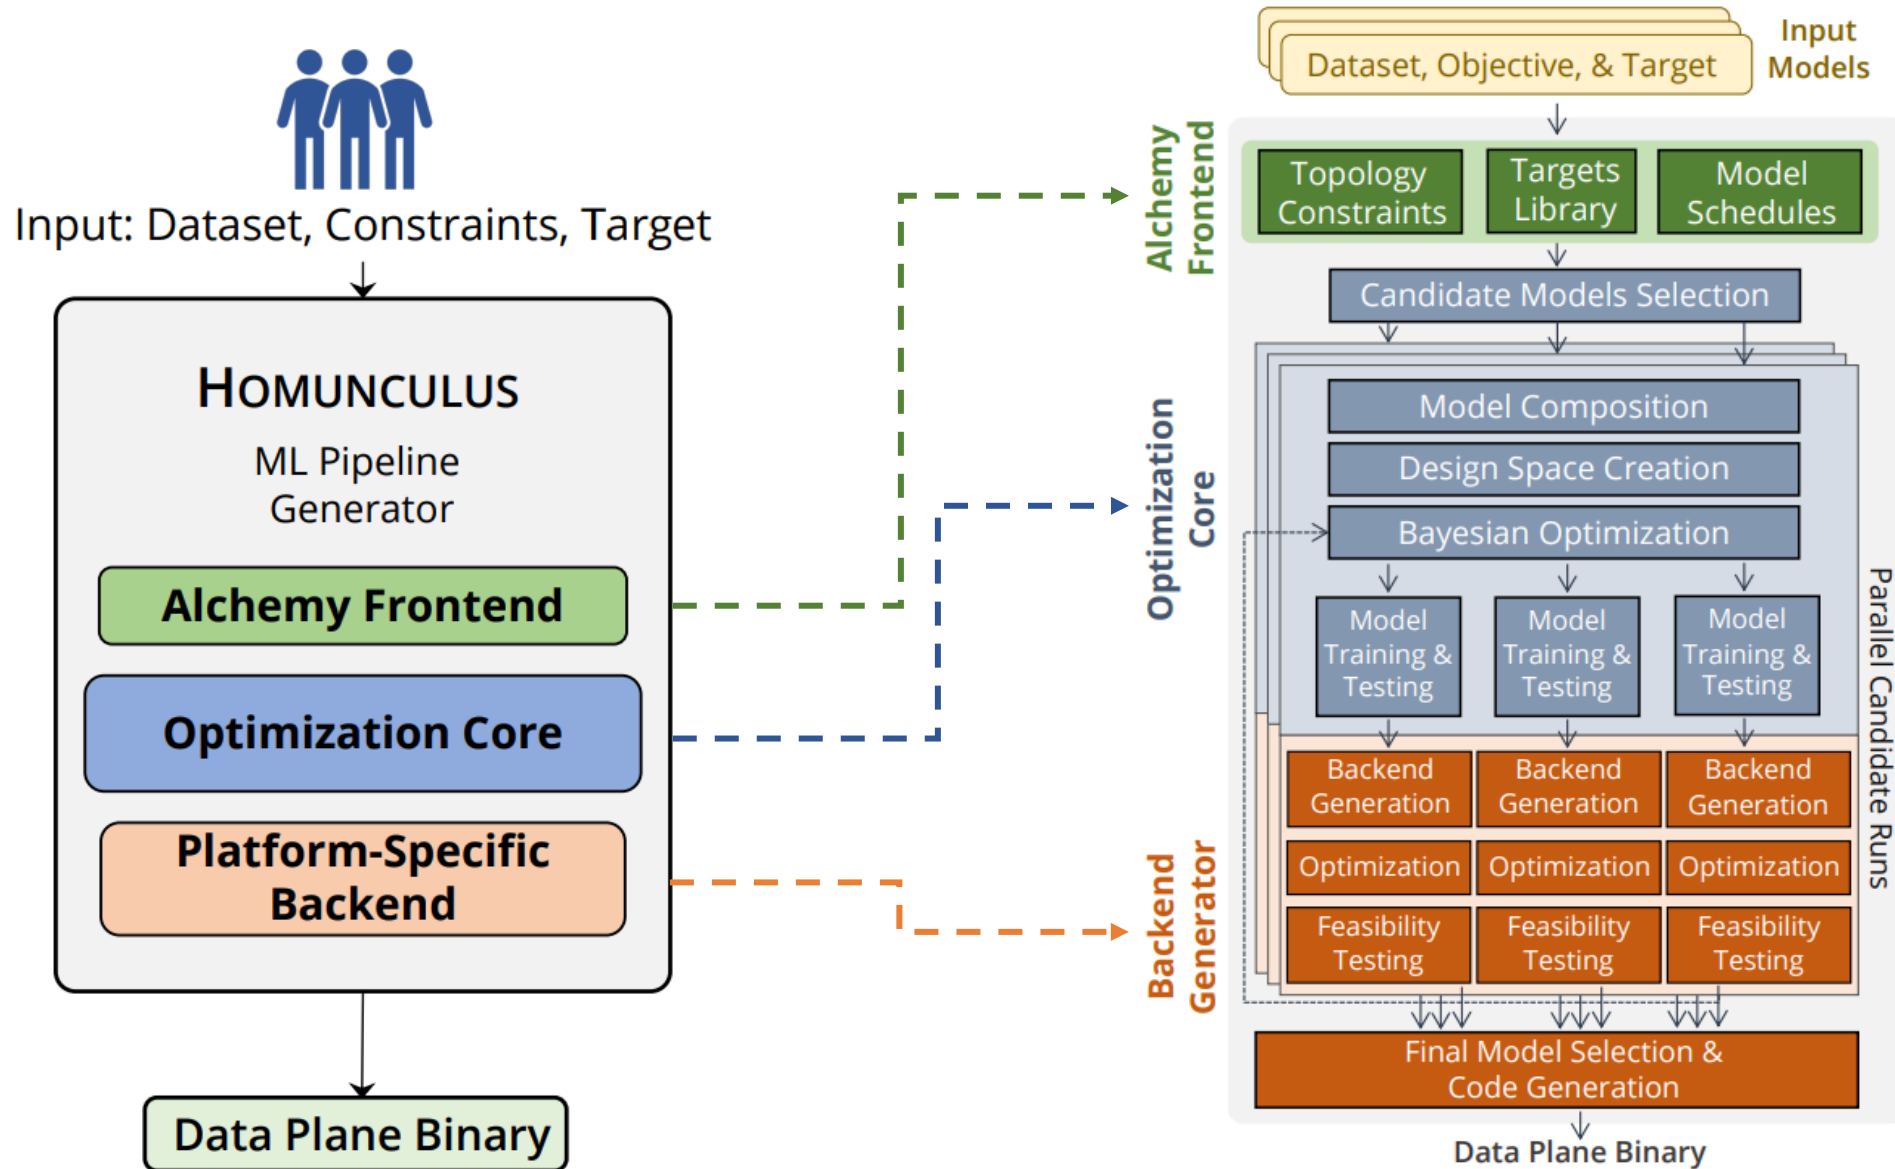 Input: Dataset, Constraints, Target
HOMUNCULUS
ML Pipeline
Generator
Alchemy Frontend
Optimization Core
Platform-Specific
Backend
Data Plane Binary
Input
Models
Dataset, Objective, & Target
Alchemy
Frontend
Topology
Constraints
Targets
Library
Model
Schedules
Candidate Models Selection
Optimization
Core
Model Composition
Design Space Creation
Bayesian Optimization
Model
Training &
Testing
Model
Training &
Testing
Model
Training &
Testing
Parallel Candidate Runs
Backend
Generator
Backend
Generation
Backend
Generation
Backend
Generation
Optimization
Optimization
Optimization
Feasibility
Testing
Feasibility
Testing
Feasibility
Testing
Final Model Selection &
Code Generation
Data Plane Binary